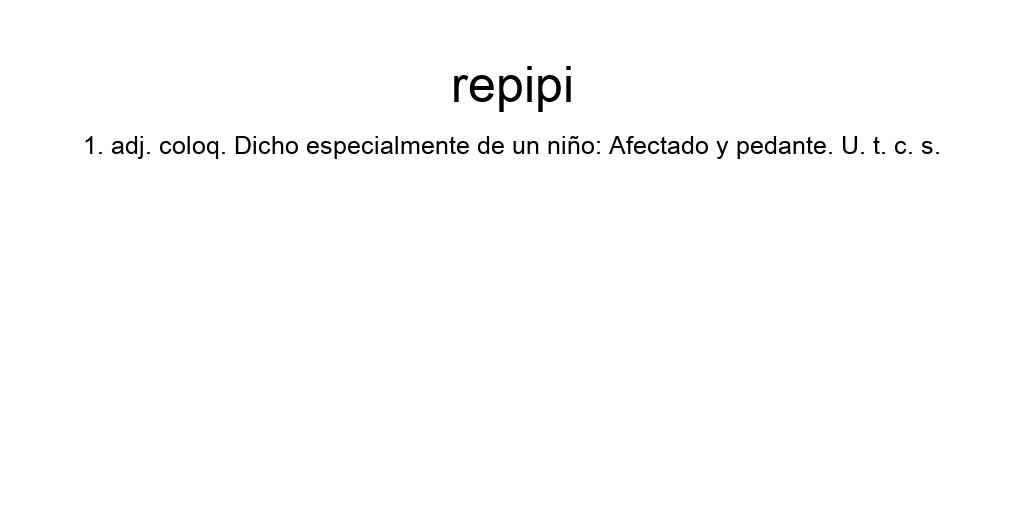 repipi
1. adj. coloq. Dicho especialmente de un niño: Afectado y pedante. U. t. c. s.